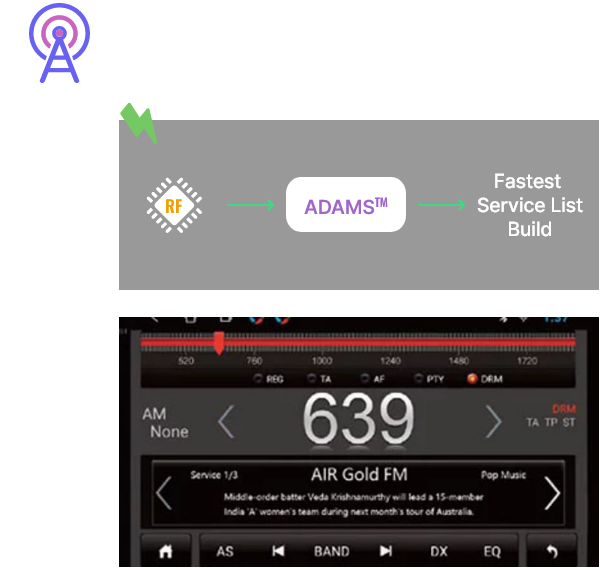 RF
ADAMS™
Fastest
Service List
Build
520 760 1000 1240 1480 1720
REG TA AF PTY DRM
AM
None
639
DRM
TA TP ST
Service 1/3
AIR Gold FM
Pop Music
Middle-order batter Veda Krishnamurthy will lead a 15-member
India 'A' women's team during next month's tour of Australia.
AS BAND DX EQ